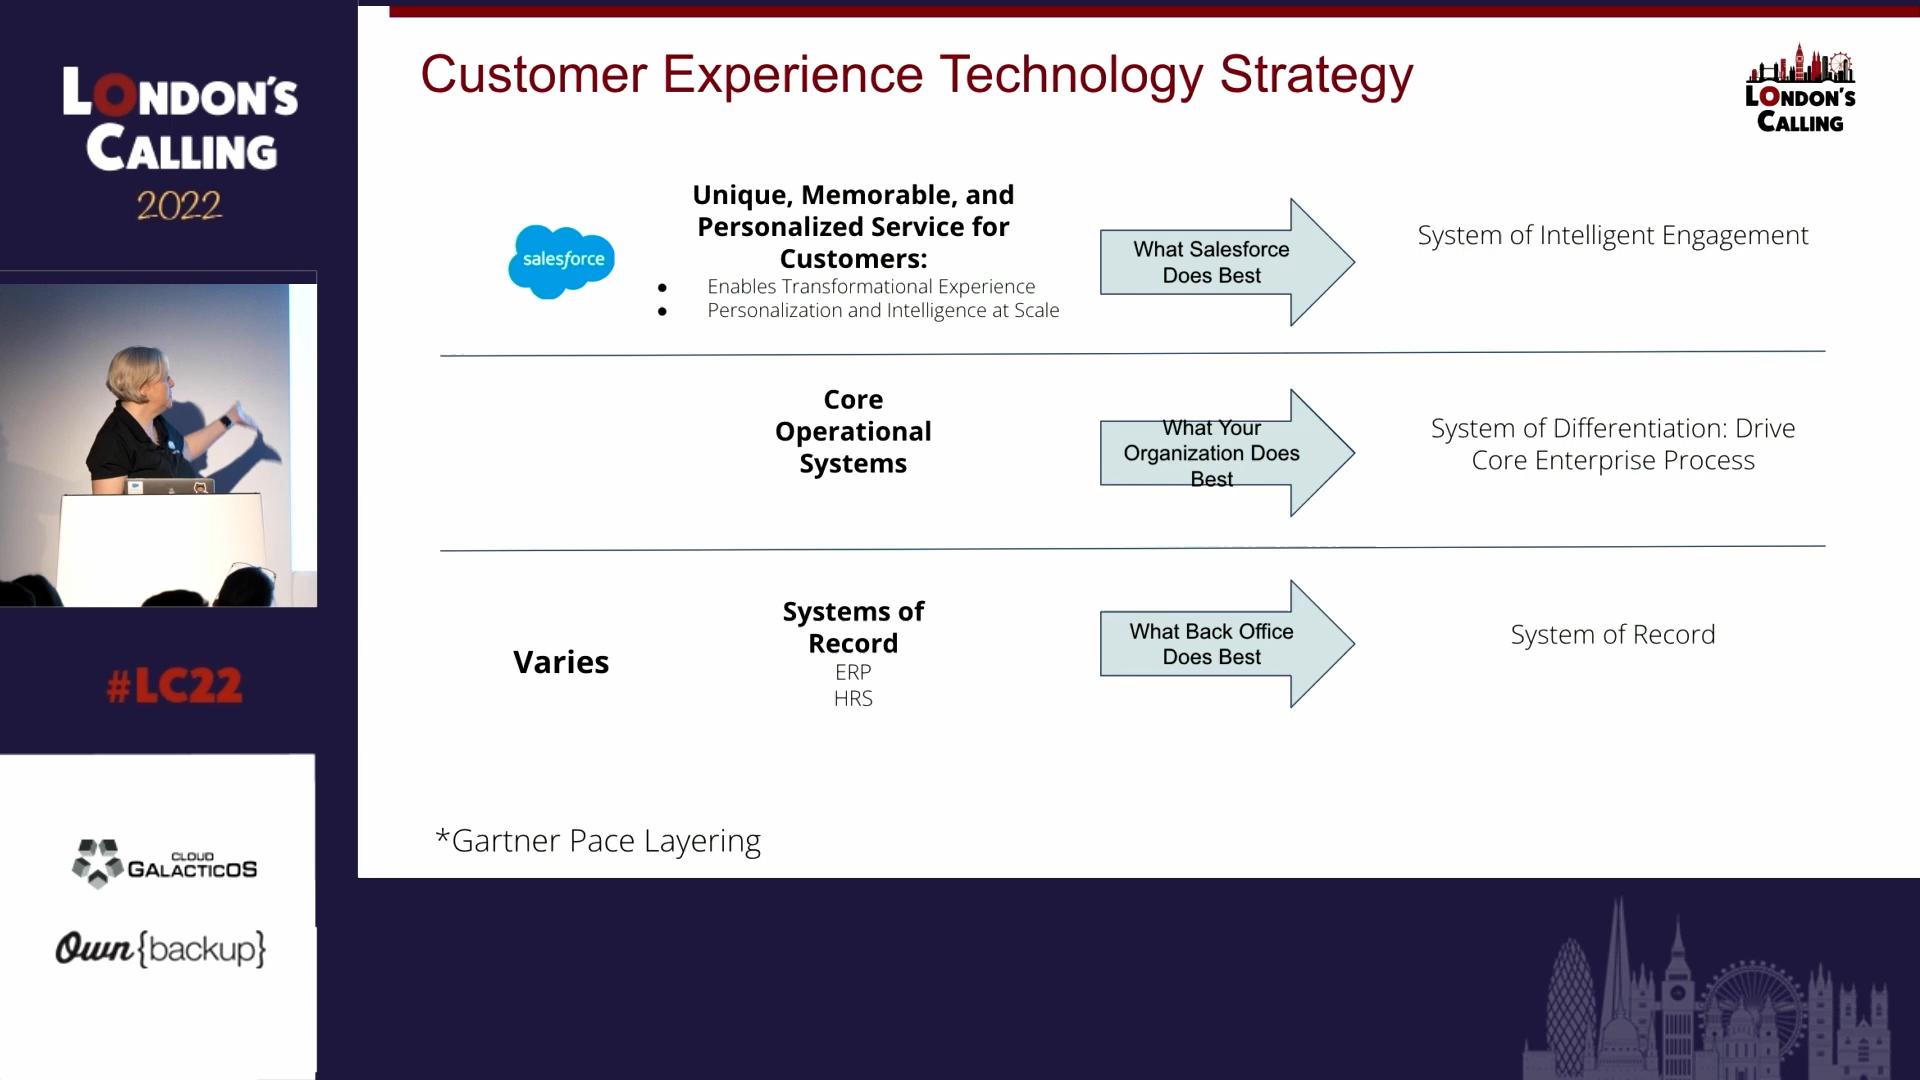 LONDON'S
CALLING
2022
#LC22
CLOUD
GALACTICOS
Own{backup}
Customer Experience Technology Strategy
LONDON'S
CALLING
salesforce
Unique, Memorable, and
Personalized Service for
Customers:
● Enables Transformational Experience
● Personalization and Intelligence at Scale
What Salesforce
Does Best
System of Intelligent Engagement
Core
Operational
Systems
What Your
Organization Does
Best
System of Differentiation: Drive
Core Enterprise Process
Varies
Systems of
Record
ERP
HRS
What Back Office
Does Best
System of Record
*Gartner Pace Layering